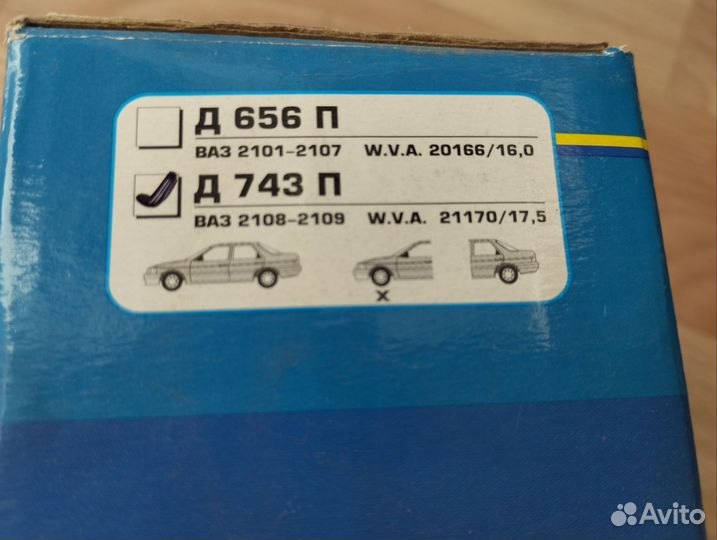 Д 656 П
ВАЗ 2101-2107 W.V.A. 20166/16,0
Д 743 П
ВАЗ 2108-2109 W.V.A. 21170/17,5
x
Avito